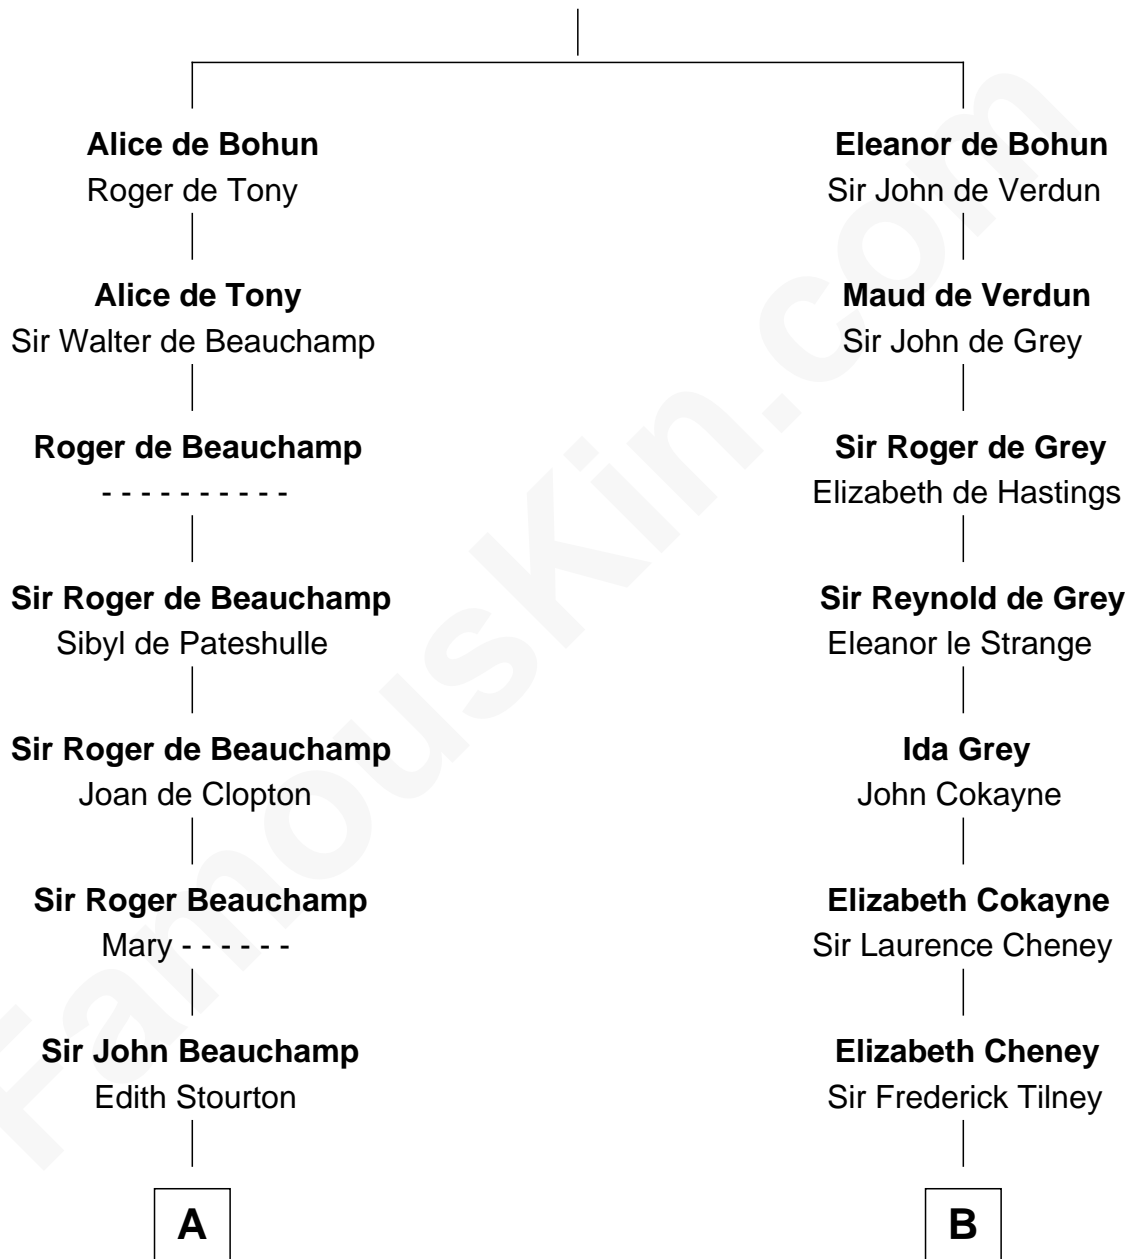 Alice de Bohun
Roger de Tony
Eleanor de Bohun
Sir John de Verdun
Alice de Tony
Sir Walter de Beauchamp
Maud de Verdun
Sir John de Grey
Roger de Beauchamp
- - - - - - - - - -
Sir Roger de Grey
Elizabeth de Hastings
Sir Roger de Beauchamp
Sibyl de Pateshulle
Sir Reynold de Grey
Eleanor le Strange
Sir Roger de Beauchamp
Joan de Clopton
Ida Grey
John Cokayne
Sir Roger Beauchamp
Mary - - - - - -
Elizabeth Cokayne
Sir Laurence Cheney
Sir John Beauchamp
Edith Stourton
Elizabeth Cheney
Sir Frederick Tilney
A
B
FamousKin.com